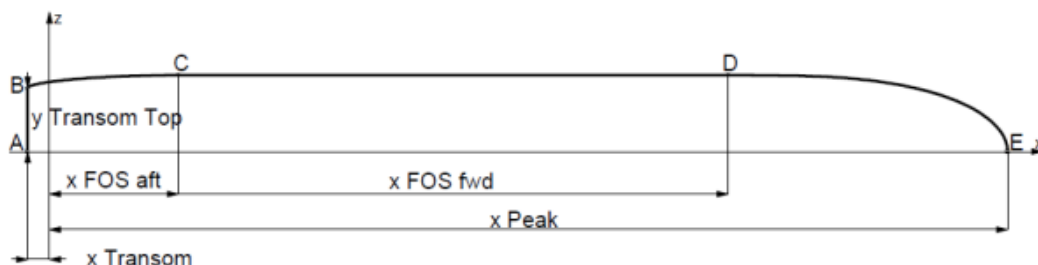 z
C
D
B
y Transom Top
A
E
x
x FOS aft
x FOS fwd
x Peak
x Transom